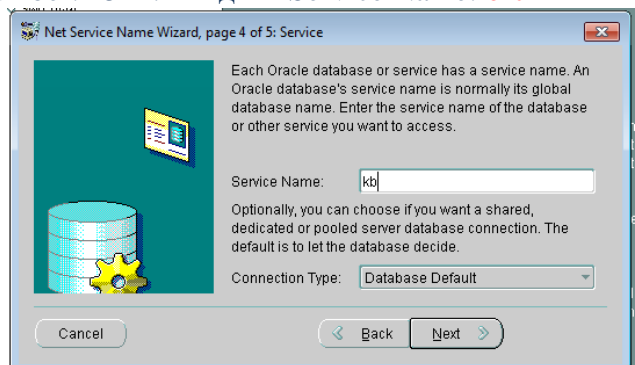 Net Service Name Wizard, page 4 of 5: Service
Each Oracle database or service has a service name. An
Oracle database's service name is normally its global
database name. Enter the service name of the database
or other service you want to access.
Service Name: kb
Optionally, you can choose if you want a shared,
dedicated or pooled server database connection. The
default is to let the database decide.
Connection Type: Database Default
Cancel Back Next